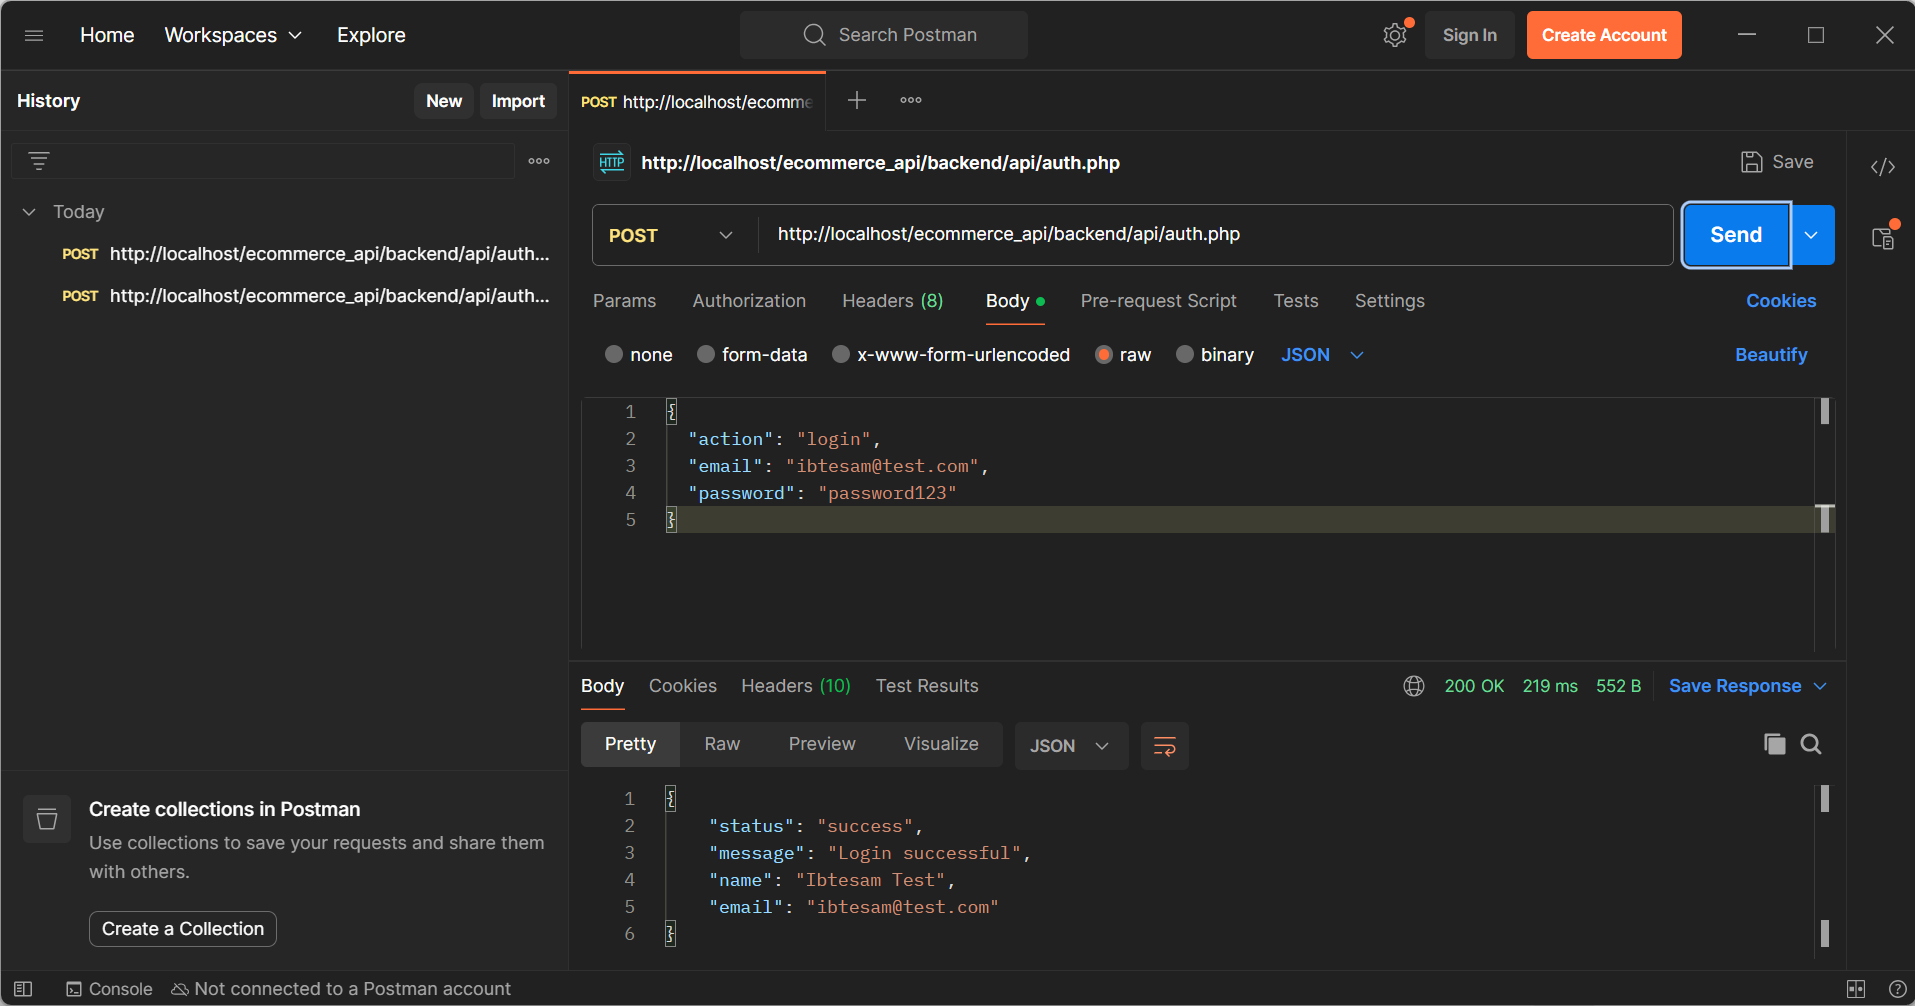 Home Workspaces Explore Search Postman Sign In Create Account
History New Import
POST http://localhost/ecomme
HTTP http://localhost/ecommerce_api/backend/api/auth.php Save
Today
POST http://localhost/ecommerce_api/backend/api/auth...
POST http://localhost/ecommerce_api/backend/api/auth...
POST http://localhost/ecommerce_api/backend/api/auth.php Send
Params Authorization Headers (8) Body Pre-request Script Tests Settings Cookies
none form-data x-www-form-urlencoded raw binary JSON Beautify
1 {
2 "action": "login",
3 "email": "ibtesam@test.com",
4 "password": "password123"
5 }
Body Cookies Headers (10) Test Results 200 OK 219 ms 552 B Save Response
Pretty Raw Preview Visualize JSON
1 {
2 "status": "success",
3 "message": "Login successful",
4 "name": "Ibtesam Test",
5 "email": "ibtesam@test.com"
6 }
Create collections in Postman
Use collections to save your requests and share them
with others.
Create a Collection
Console Not connected to a Postman account